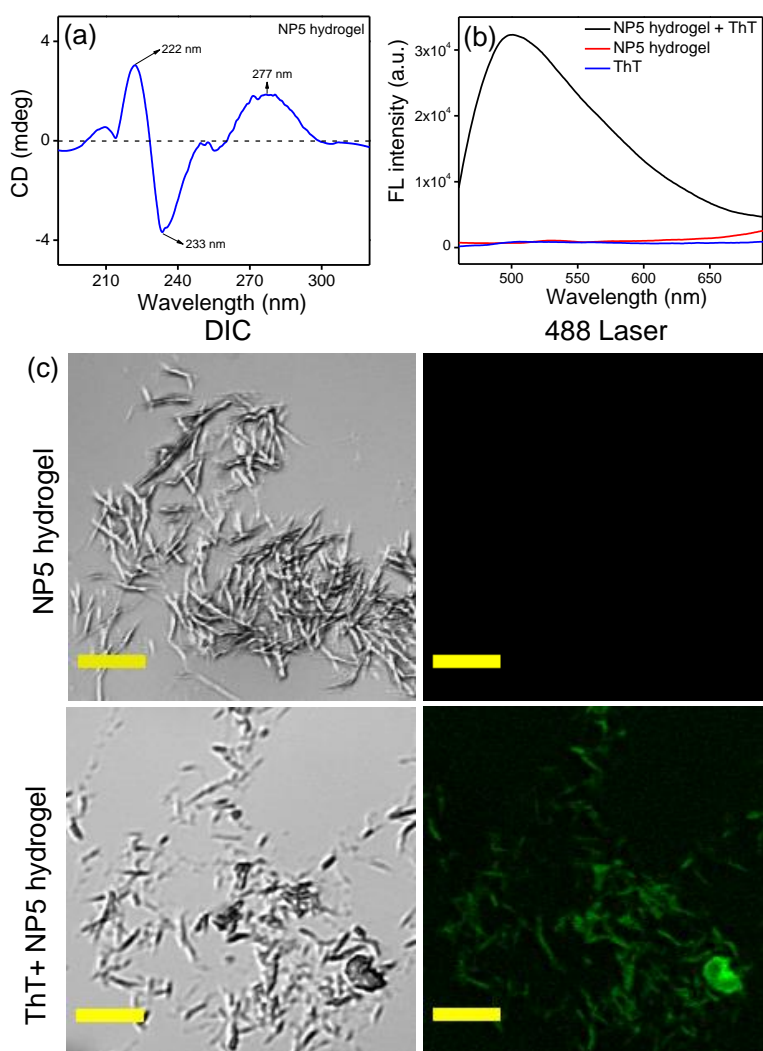 (a)
NP5 hydrogel
222 nm
277 nm
233 nm
4
0
-4
CD (mdeg)
210 240 270 300
Wavelength (nm)
(b)
NP5 hydrogel + ThT
NP5 hydrogel
ThT
3x10⁴
2x10⁴
1x10⁴
0
FL intensity (a.u.)
500 550 600 650
Wavelength (nm)
DIC 488 Laser
(c)
NP5 hydrogel
ThT+ NP5 hydrogel